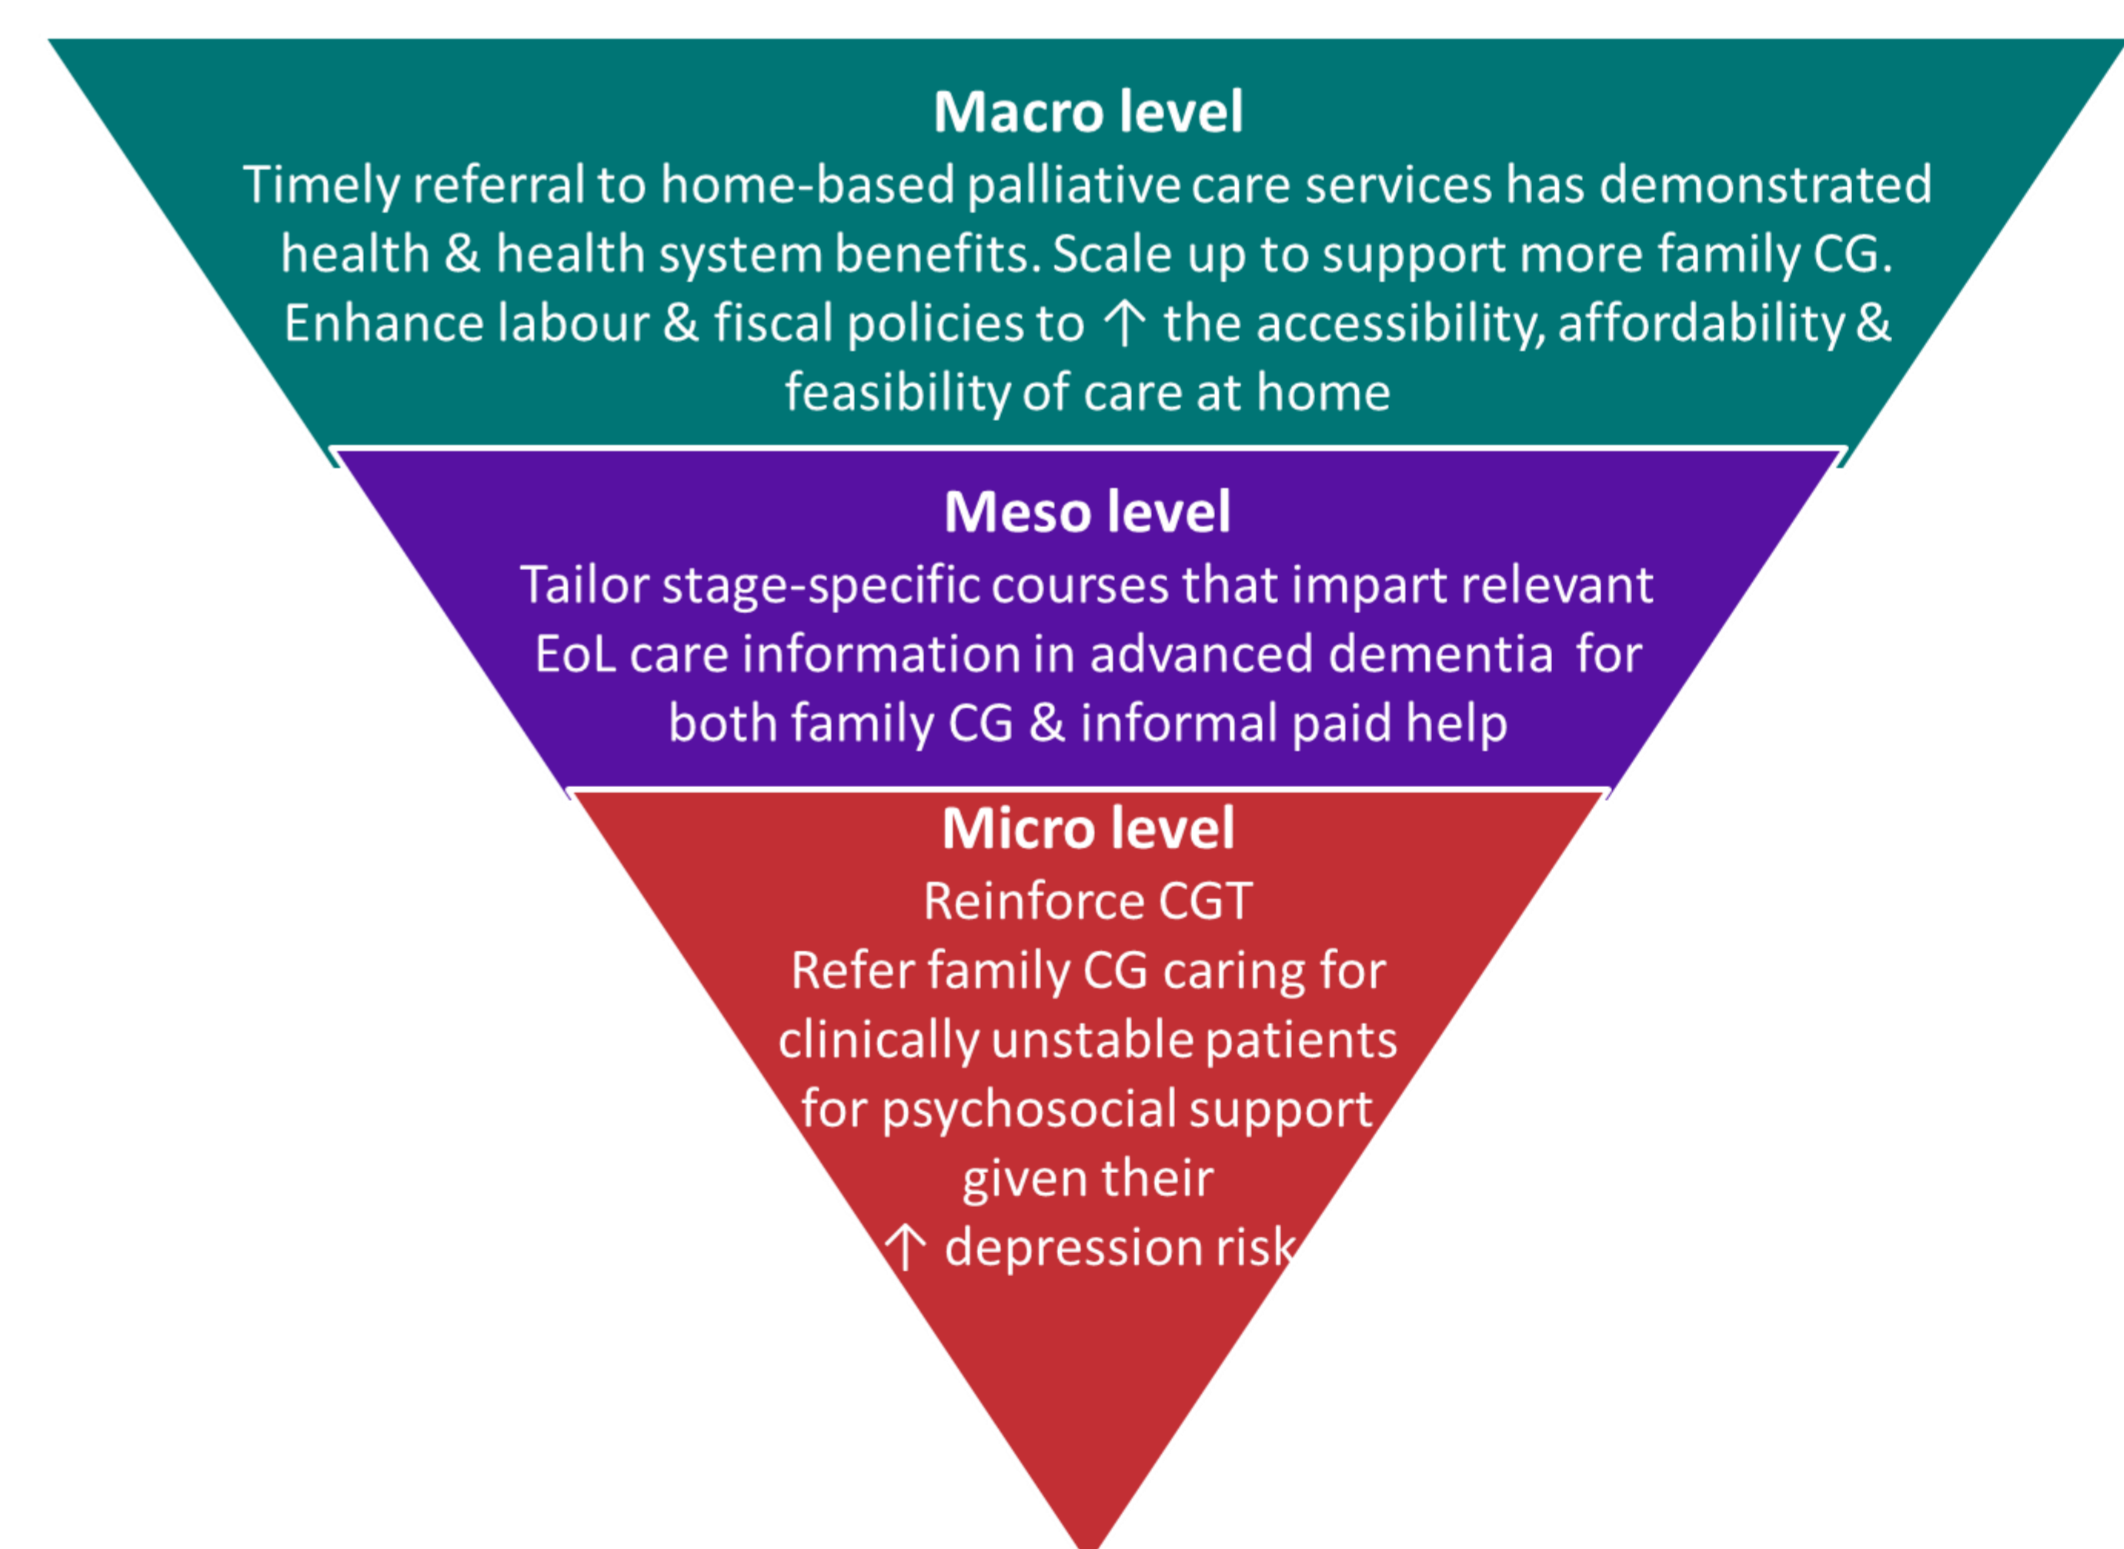 Macro level
Timely referral to home-based palliative care services has demonstrated
health & health system benefits. Scale up to support more family CG.
Enhance labour & fiscal policies to ↑ the accessibility, affordability &
feasibility of care at home
Meso level
Tailor stage-specific courses that impart relevant
EoL care information in advanced dementia for
both family CG & informal paid help
Micro level
Reinforce CGT
Refer family CG caring for
clinically unstable patients
for psychosocial support
given their
↑ depression risk